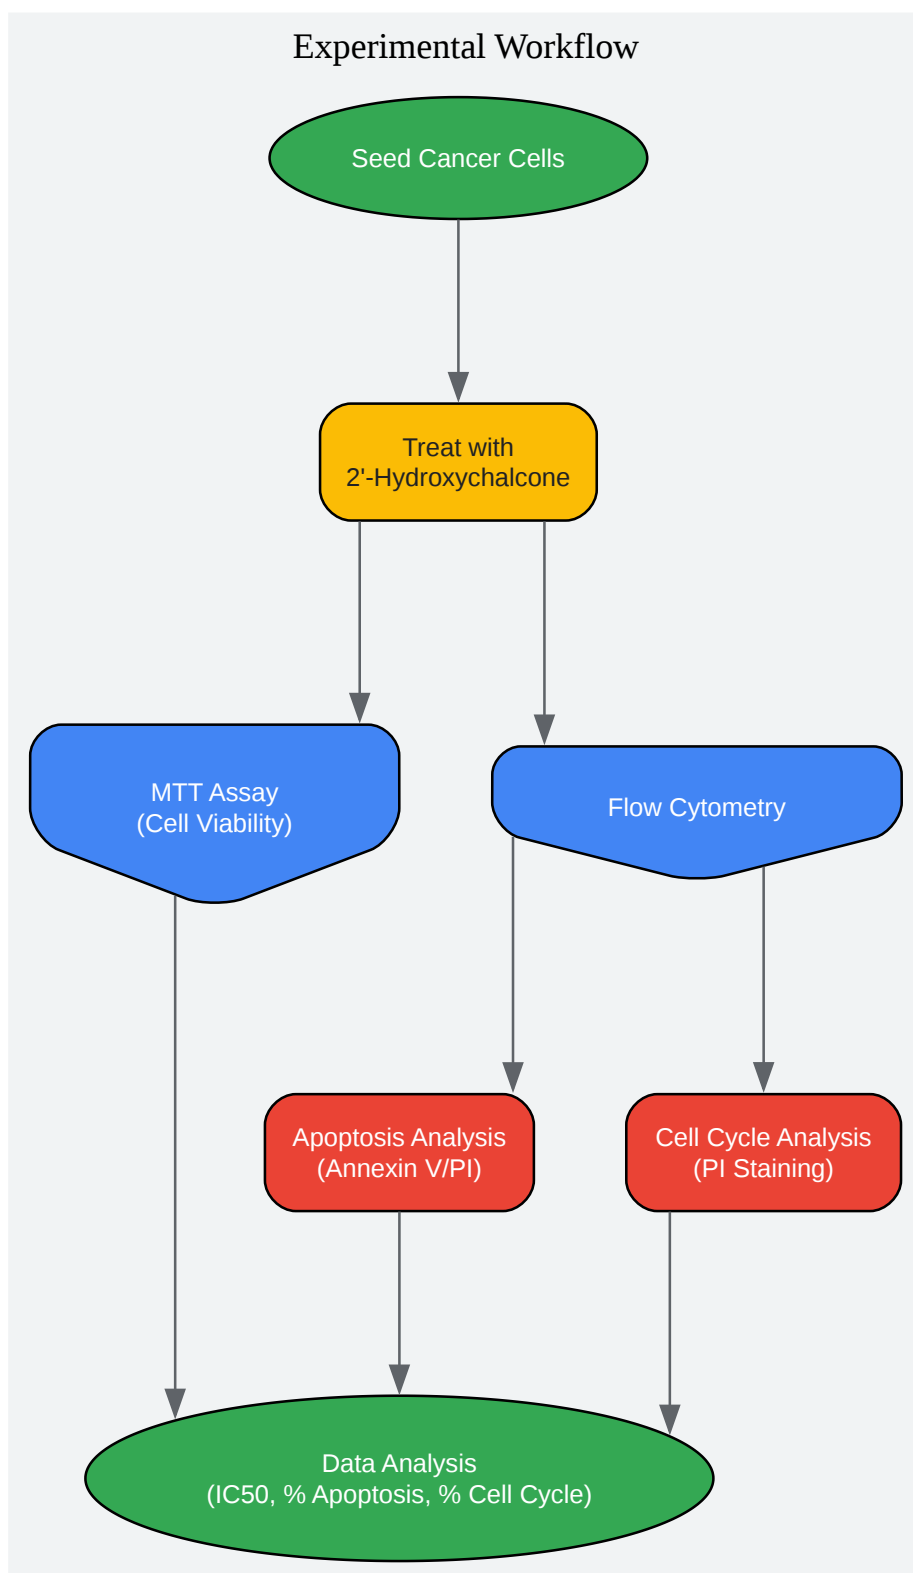 Experimental Workflow
Seed Cancer Cells
Treat with
2'-Hydroxychalcone
MTT Assay
(Cell Viability)
Flow Cytometry
Apoptosis Analysis
(Annexin V/PI)
Cell Cycle Analysis
(PI Staining)
Data Analysis
(IC50, % Apoptosis, % Cell Cycle)